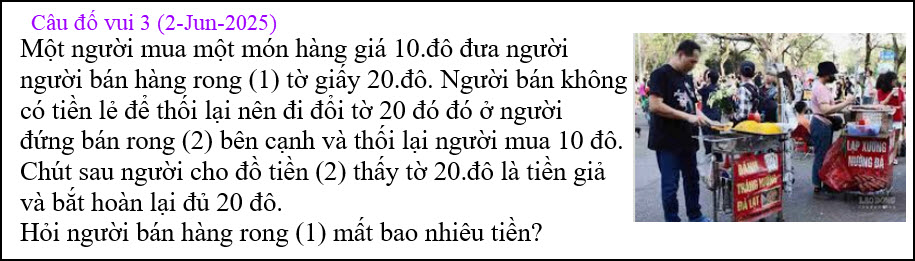 Câu đố vui 3 (2-Jun-2025)
Một người mua một món hàng giá 10.đô đưa người
người bán hàng rong (1) tờ giấy 20.đô. Người bán không
có tiền lẻ để thối lại nên đi đổi tờ 20 đó đó ở người
đứng bán rong (2) bên cạnh và thối lại người mua 10 đô.
Chút sau người cho đồ tiền (2) thấy tờ 20.đô là tiền giả
và bắt hoàn lại đủ 20 đô.
Hỏi người bán hàng rong (1) mất bao nhiêu tiền?
BÁNH
TRÁNG NƯỚNG
ĐÀ LẠT
LẠP XƯỞNG
NƯỚNG ĐÁ
LAO ĐỘNG